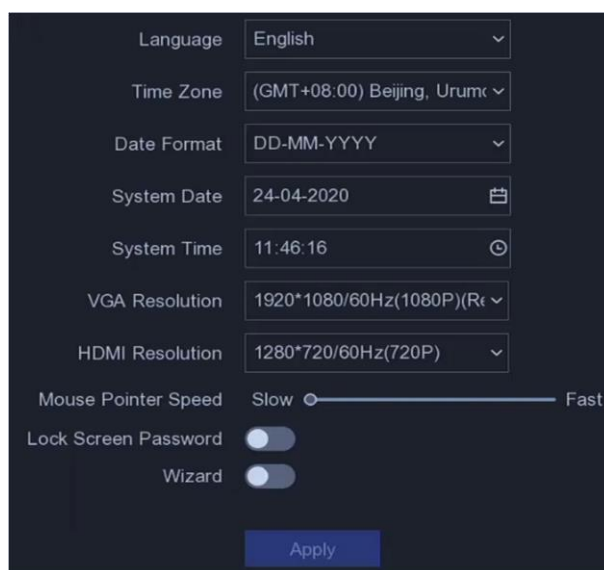 Language English
Time Zone (GMT+08:00) Beijing, Urum
Date Format DD-MM-YYYY
System Date 24-04-2020
System Time 11:46:16
VGA Resolution 1920*1080/60Hz(1080P)(Re
HDMI Resolution 1280*720/60Hz(720P)
Mouse Pointer Speed Slow Fast
Lock Screen Password
Wizard
Apply